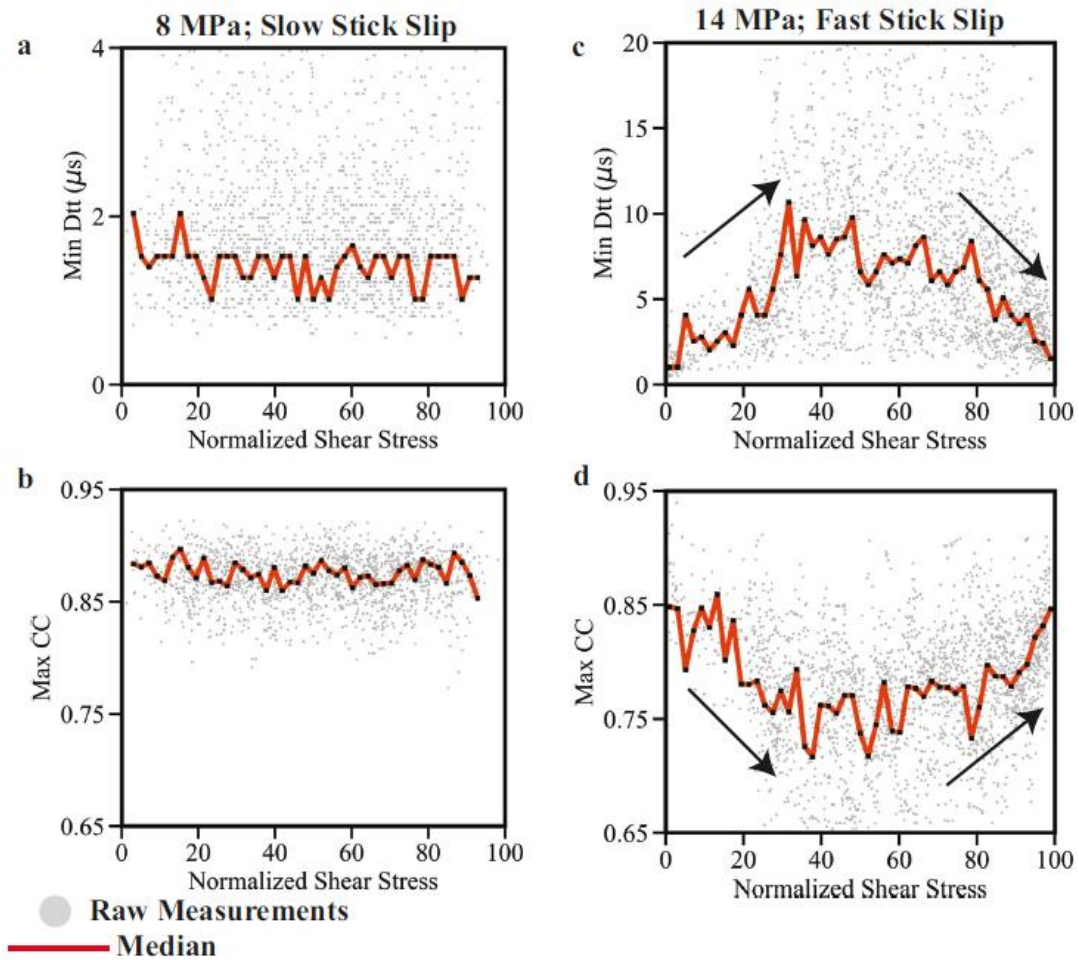 8 MPa; Slow Stick Slip
a
4
2
0
Min Dtt (μs)
0 20 40 60 80 100
Normalized Shear Stress
b
0.95
0.85
0.75
0.65
Max CC
0 20 40 60 80 100
Normalized Shear Stress
14 MPa; Fast Stick Slip
c
20
15
10
5
0
Min Dtt (μs)
0 20 40 60 80 100
Normalized Shear Stress
d
0.95
0.85
0.75
0.65
Max CC
0 20 40 60 80 100
Normalized Shear Stress
Raw Measurements
Median